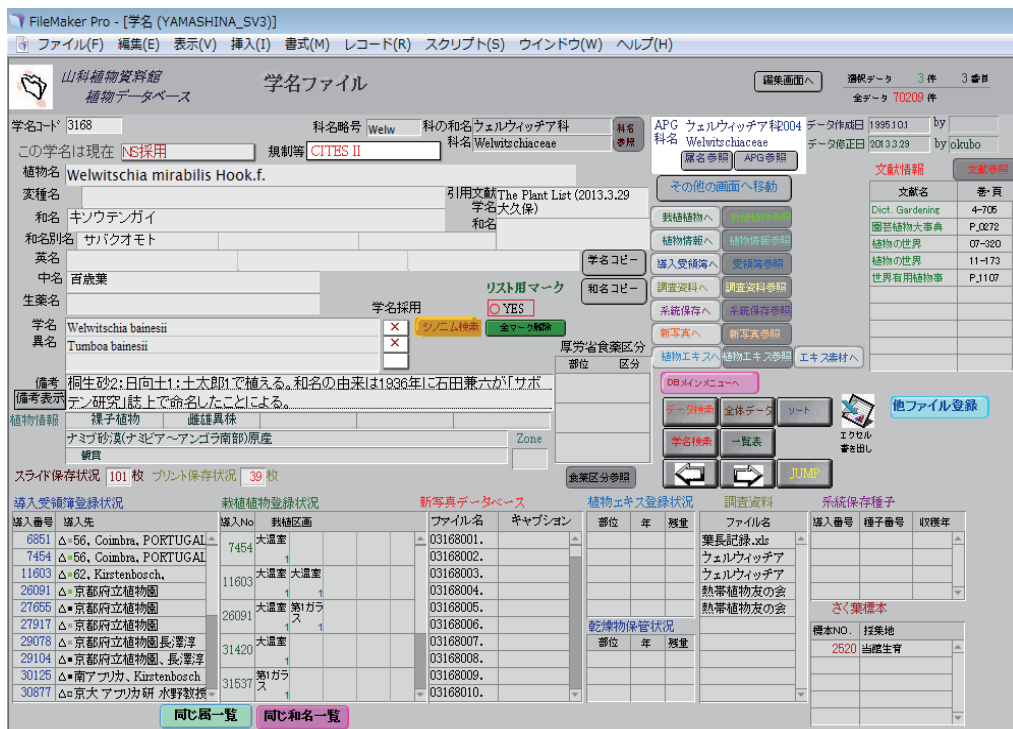 FileMaker Pro - [学名 (YAMASHINA_SV3)]
ファイル(F) 編集(E) 表示(V) 挿入(I) 書式(M) レコード(R) スクリプト(S) ウインドウ(W) ヘルプ(H)
山科植物資料館
植物データベース
学名ファイル
編集画面へ
選択データ 3 件 3 番目
全データ 70209 件
学名コード 3168 科名略号 Welw 科の和名 ウェルウィッチア科 科名参照
科名 Welwitschiaceae
APG ウェルウィッチア科2004
科名 Welwitschiaceae
属名参照 APG参照
データ作成日 1995.10.1 by
データ修正日 2013.3.29 by okubo
この学名は現在 NS採用 規制等 CITES II
植物名 Welwitschia mirabilis Hook.f.
変種名
引用文献 The Plant List (2013.3.29
学名 大久保)
和名
和名 キソウテンガイ
和名別名 サバクオモト
英名
中名 百歳葉
生薬名
学名コピー
和名コピー
リスト用マーク
○ YES
学名採用
学名 Welwitschia bainesii ×
異名 Tumboa bainesii ×
シノニム検索 全マーク解除
厚労省食薬区分
部位 区分
備考 桐生砂2:日向土1:土太郎1で植える。和名の由来は1936年に石田兼六が「サボ
備考表示 テン研究」誌上で命名したことによる。
植物情報 裸子植物 雌雄異株
ナミブ砂漠(ナミビア～アンゴラ南部)原産 Zone
観賞
スライド保存状況 101 枚 プリント保存状況 39 枚
食薬区分参照
その他の画面へ移動
栽植植物へ 栽植植物参照
植物情報へ 植物情報参照
導入受領簿へ 受領簿参照
調査資料へ 調査資料参照
系統保存へ 系統保存参照
新写真へ 新写真参照
植物エキスへ 植物エキス参照 エキス素材へ
DBメインメニューへ
データ検索 全体データ ソート
学名検索 一覧表
JUMP
エクセル
書き出し
他ファイル登録
文献情報 文献参照
文献名 巻・頁
Dict. Gardening 4-705
園芸植物大事典 P_0272
植物の世界 07-320
植物の世界 11-173
世界有用植物事 P_1107
導入受領簿登録状況
導入番号 導入先
6851 △=56, Coimbra, PORTUGAL
7454 △=56, Coimbra, PORTUGAL
11603 △=62, Kirstenbosch,
26091 △=京都府立植物園
27655 △=京都府立植物園
27917 △=京都府立植物園
29078 △=京都府立植物園長澤淳
29104 △=京都府立植物園、長澤淳
30125 △=南アフリカ、Kirstenbosch
30877 △□京大 アフリカ研 水野教授
栽植植物登録状況
導入No 栽植区画
7454 大温室
1
11603 大温室 大温室
1 1
26091 大温室 第1ガラス
1 1
31420 大温室
1
31537 第1ガラス
1
新写真データベース
ファイル名 キャプション
03168001.
03168002.
03168003.
03168004.
03168005.
03168006.
03168007.
03168008.
03168009.
03168010.
植物エキス登録状況
部位 年 残量
乾燥物保管状況
部位 年 残量
調査資料
ファイル名
葉長記録.xls
ウェルウィッチア
ウェルウィッチア
熱帯植物友の会
熱帯植物友の会
系統保存種子
導入番号 種子番号 収穫年
さく葉標本
標本NO. 採集地
2520 当館生育
同じ属一覧 同じ和名一覧